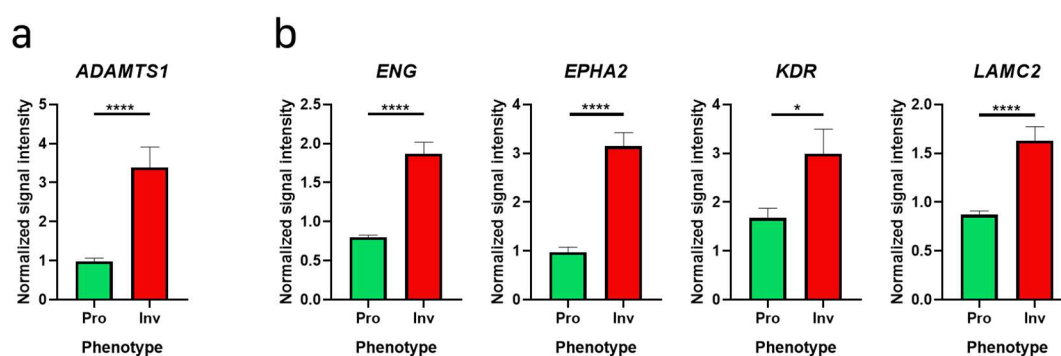 a
b
ADAMTS1
Normalized signal intensity
5
4
3
2
1
0
****
Pro Inv
Phenotype
ENG
Normalized signal intensity
2.5
2.0
1.5
1.0
0.5
0.0
****
Pro Inv
Phenotype
EPHA2
Normalized signal intensity
4
3
2
1
0
****
Pro Inv
Phenotype
KDR
Normalized signal intensity
4
3
2
1
0
*
Pro Inv
Phenotype
LAMC2
Normalized signal intensity
2.0
1.5
1.0
0.5
0.0
****
Pro Inv
Phenotype